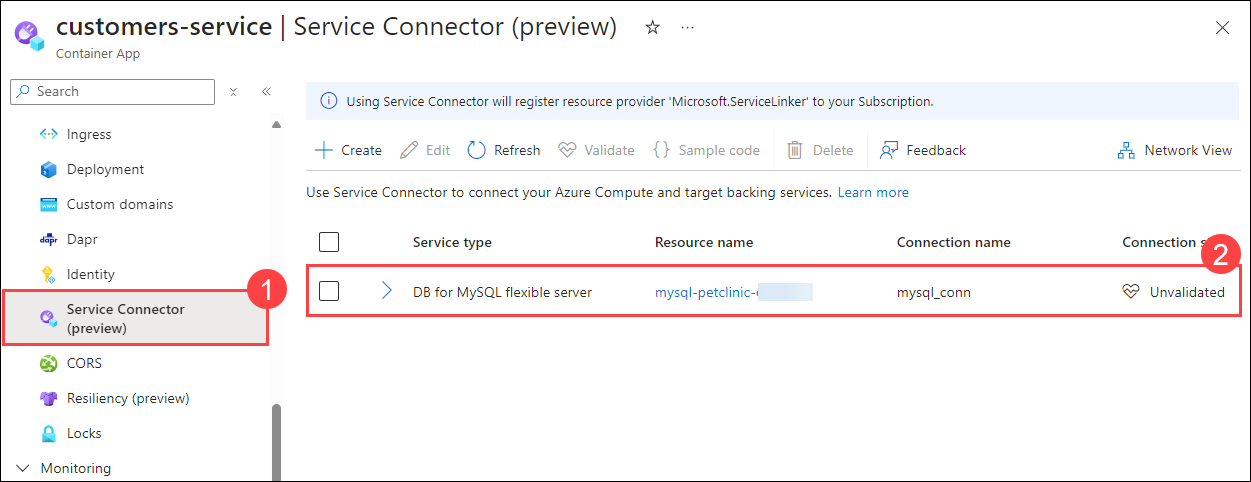 customers-service | Service Connector (preview)
Container App
Search
Ingress
Deployment
Custom domains
Dapr
Identity
Service Connector
(preview)
CORS
Resiliency (preview)
Locks
Monitoring
1
Using Service Connector will register resource provider 'Microsoft.ServiceLinker' to your Subscription.
Create Edit Refresh Validate Sample code Delete Feedback Network View
Use Service Connector to connect your Azure Compute and target backing services. Learn more
Service type Resource name Connection name Connection
2
DB for MySQL flexible server mysql-petclinic- mysql_conn Unvalidated